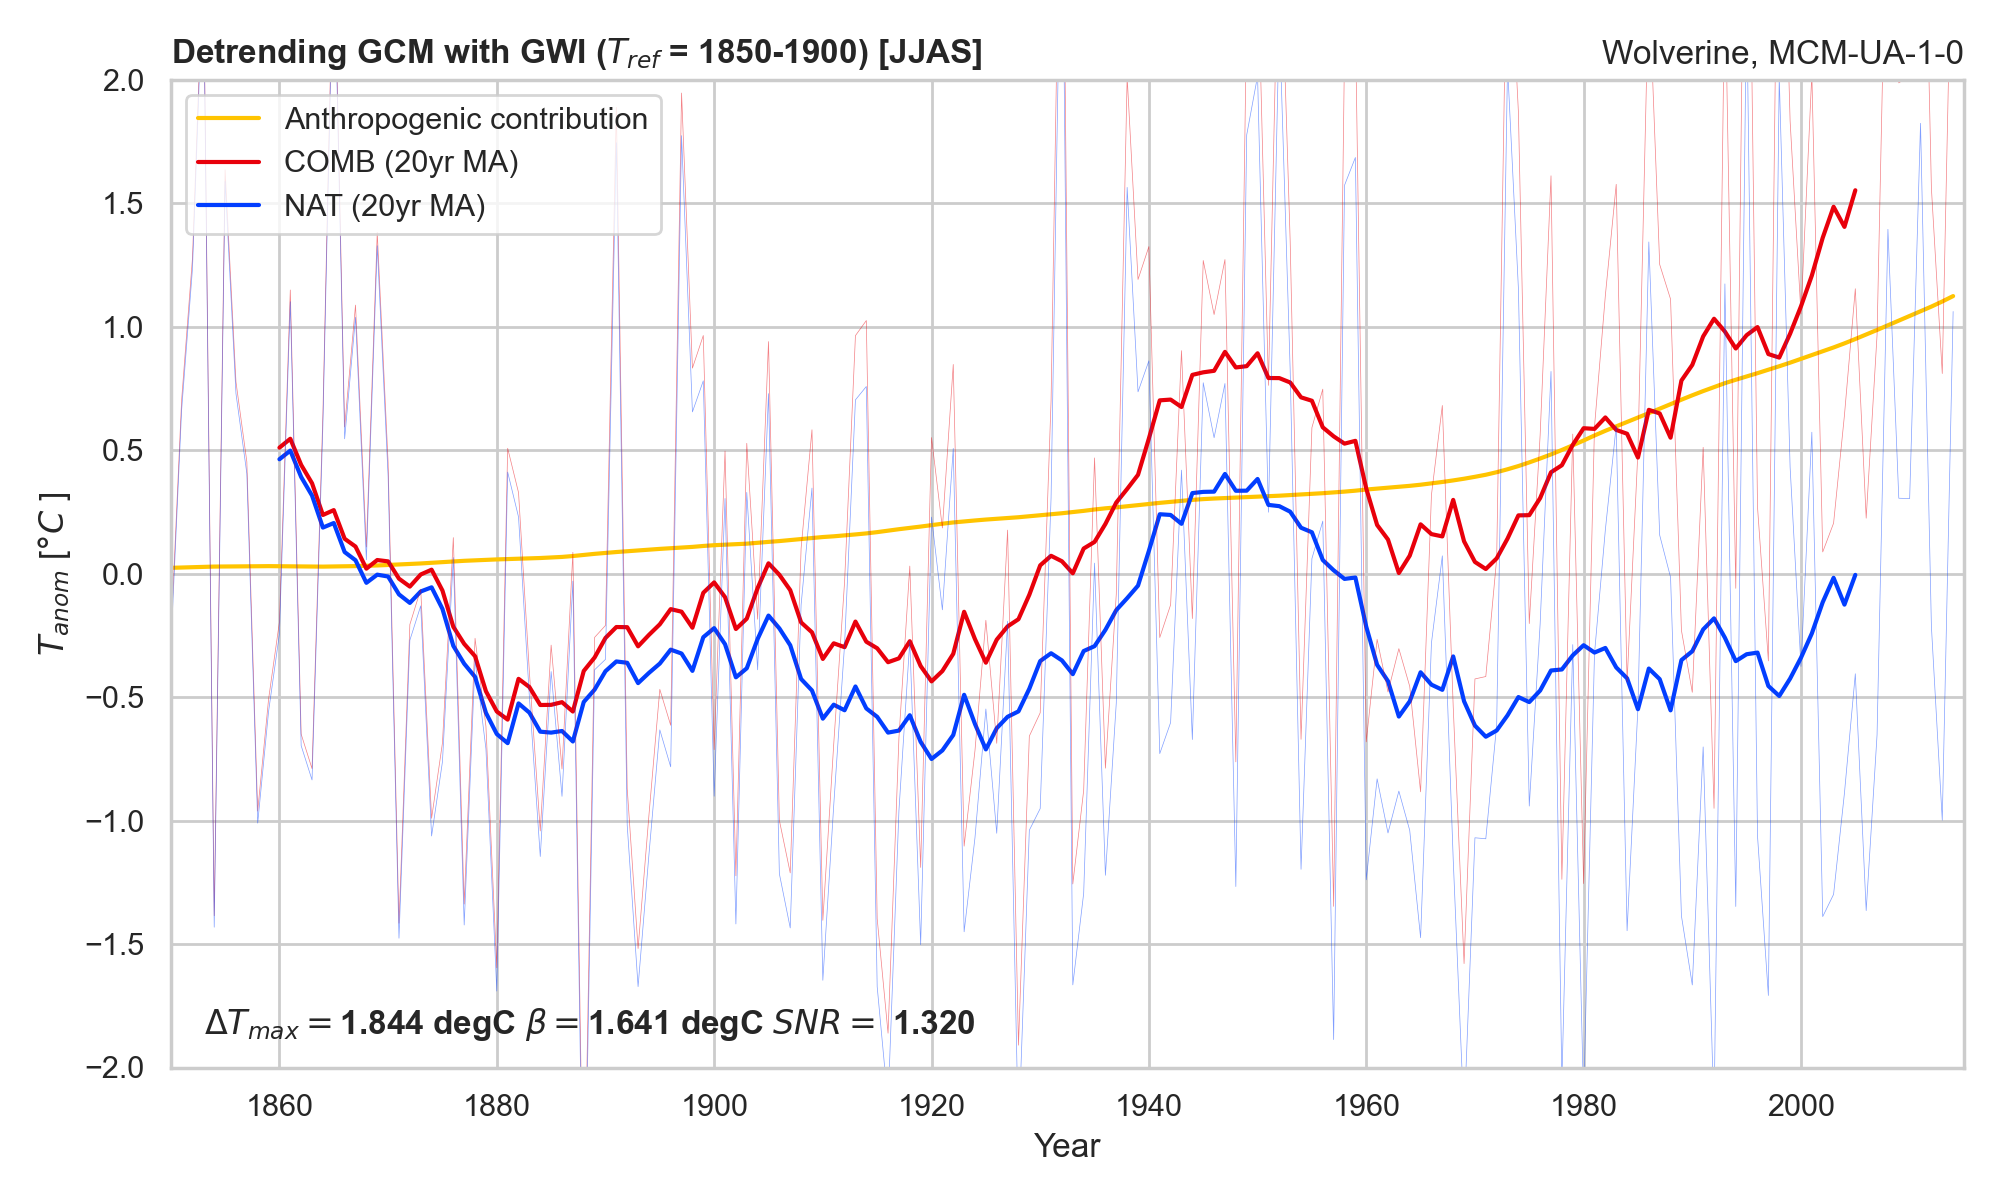 Detrending GCM with GWI (T_ref = 1850-1900) [JJAS]
Wolverine, MCM-UA-1-0
Anthropogenic contribution
COMB (20yr MA)
NAT (20yr MA)
2.0
1.5
1.0
0.5
0.0
−0.5
−1.0
−1.5
−2.0
T_anom [°C]
ΔT_max = 1.844 degC β = 1.641 degC SNR = 1.320
1860 1880 1900 1920 1940 1960 1980 2000
Year